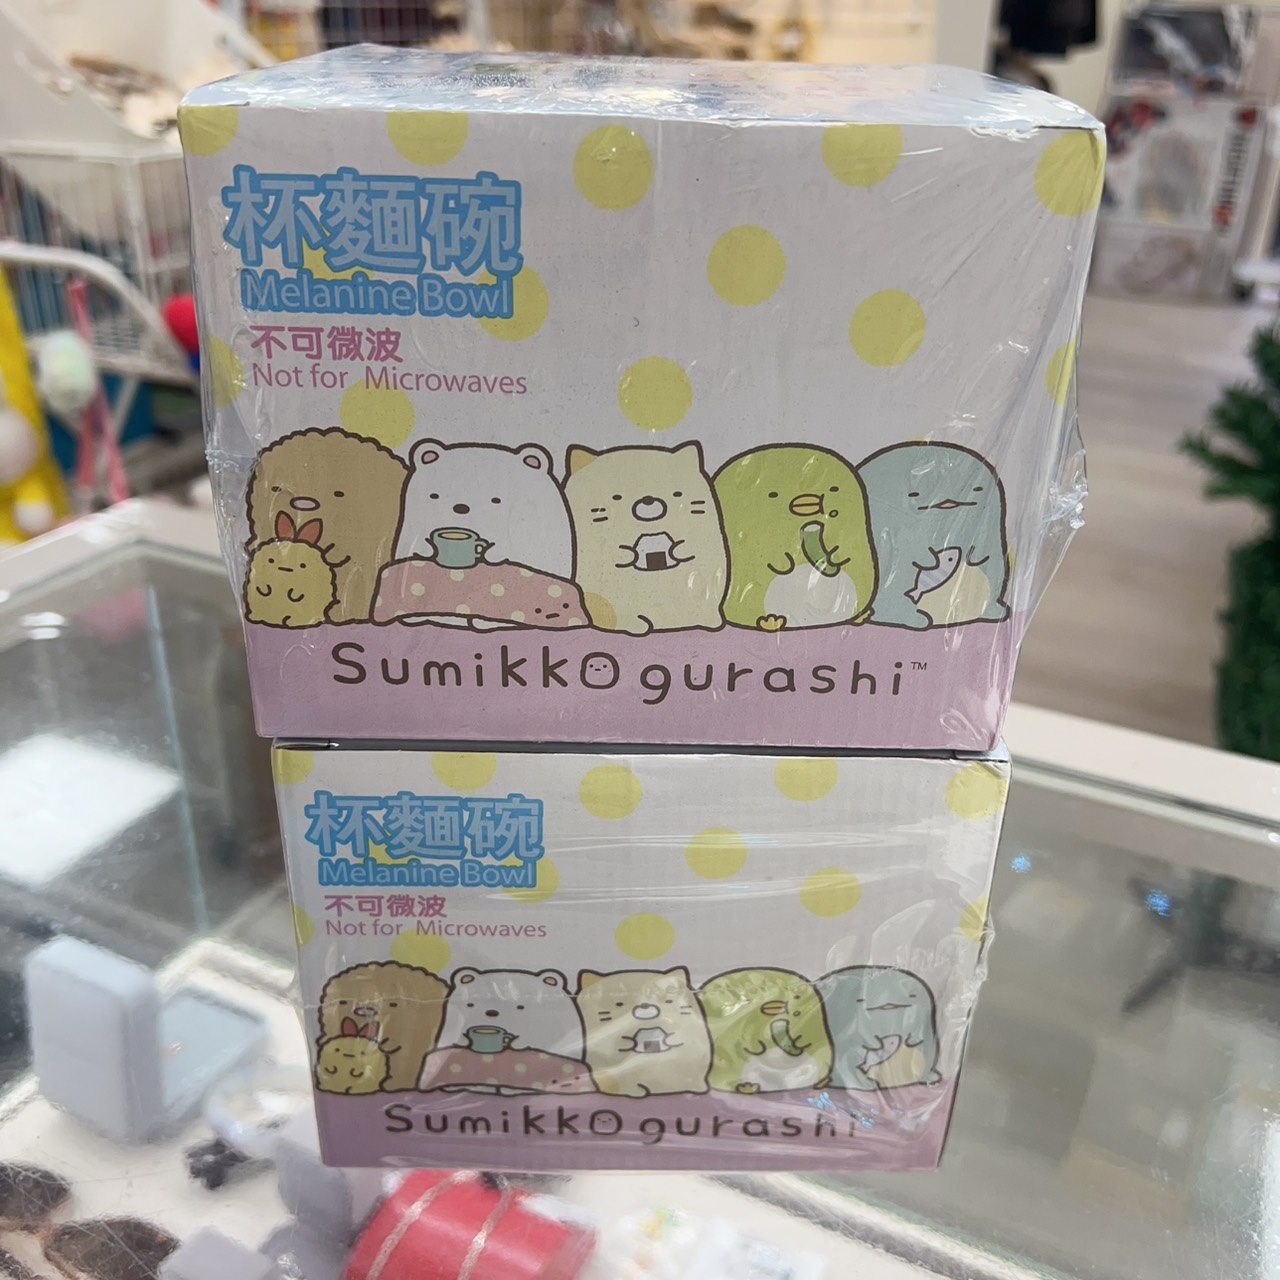 杯麵碗
Melanine Bowl
不可微波
Not for Microwaves
Sumikkogurashi™
杯麵碗
Melanine Bowl
不可微波
Not for Microwaves
Sumikkogurashi